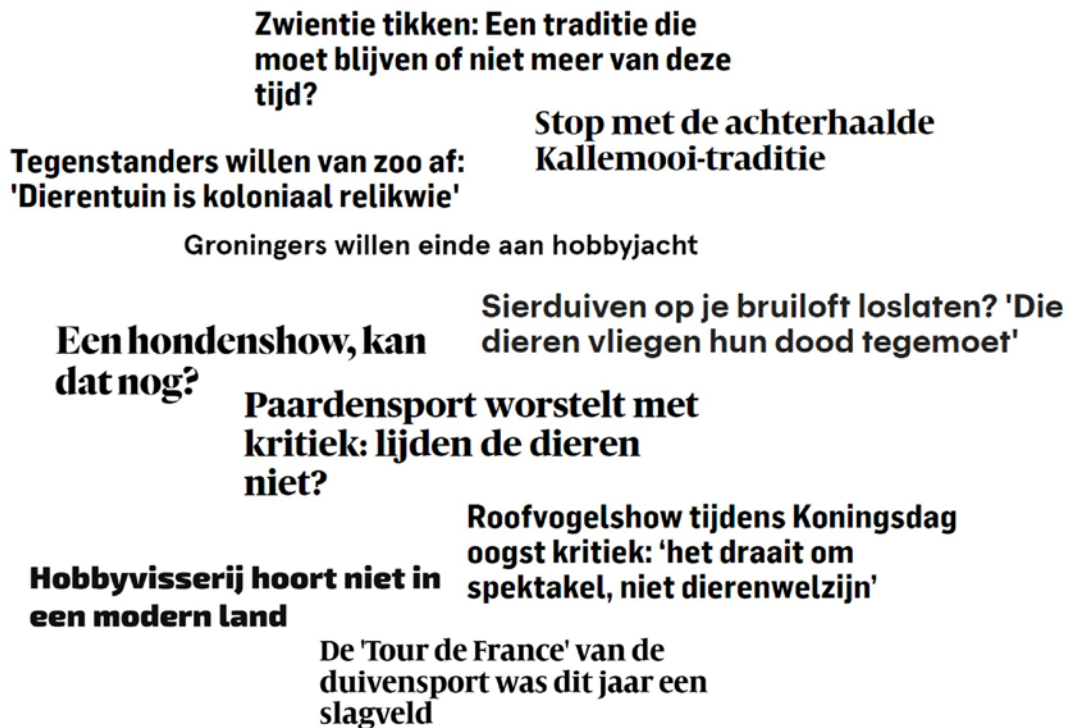 Zwientie tikken: Een traditie die
moet blijven of niet meer van deze
tijd?
Stop met de achterhaalde
Kallemooi-traditie
Tegenstanders willen van zoo af:
'Dierentuin is koloniaal relikwie'
Groningers willen einde aan hobbyjacht
Sierduiven op je bruiloft loslaten? 'Die
dieren vliegen hun dood tegemoet'
Een hondenshow, kan
dat nog?
Paardensport worstelt met
kritiek: lijden de dieren
niet?
Roofvogelshow tijdens Koningsdag
oogst kritiek: ‘het draait om
spektakel, niet dierenwelzijn’
Hobbyvisserij hoort niet in
een modern land
De 'Tour de France' van de
duivensport was dit jaar een
slagveld